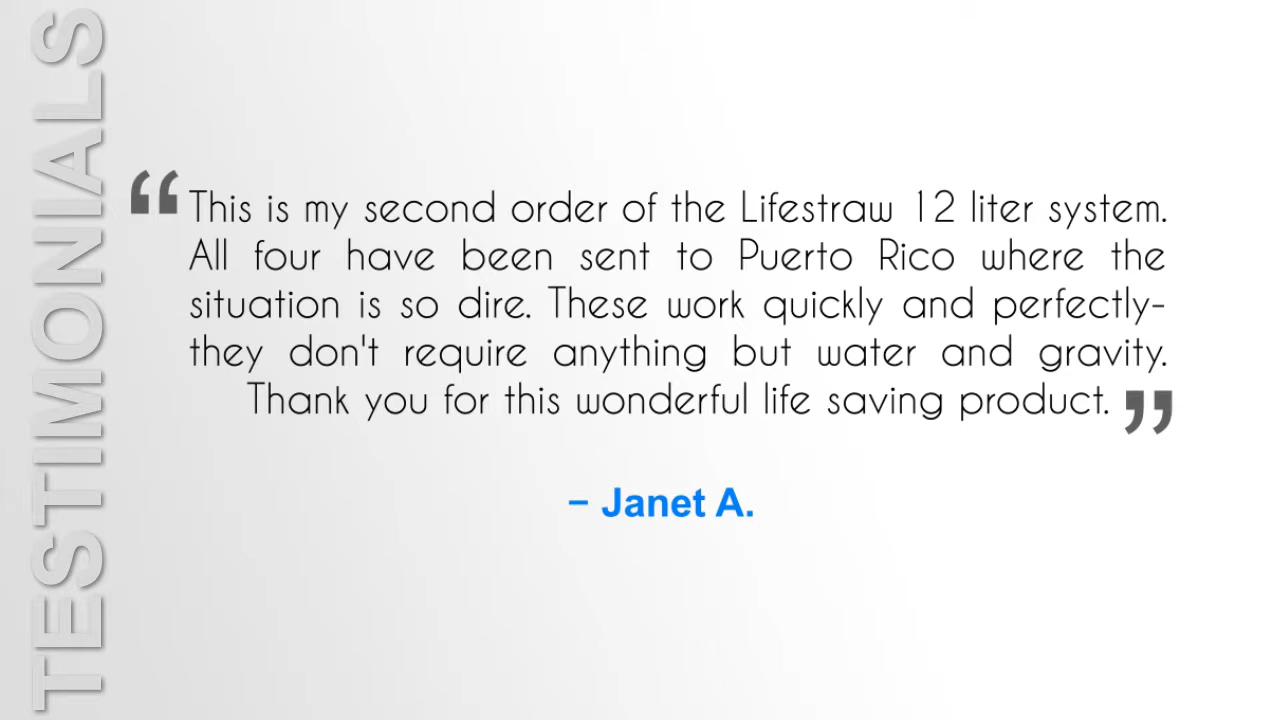 TESTIMONIALS
“This is my second order of the Lifestraw 12 liter system.
All four have been sent to Puerto Rico where the
situation is so dire. These work quickly and perfectly-
they don't require anything but water and gravity.
Thank you for this wonderful life saving product.”
– Janet A.